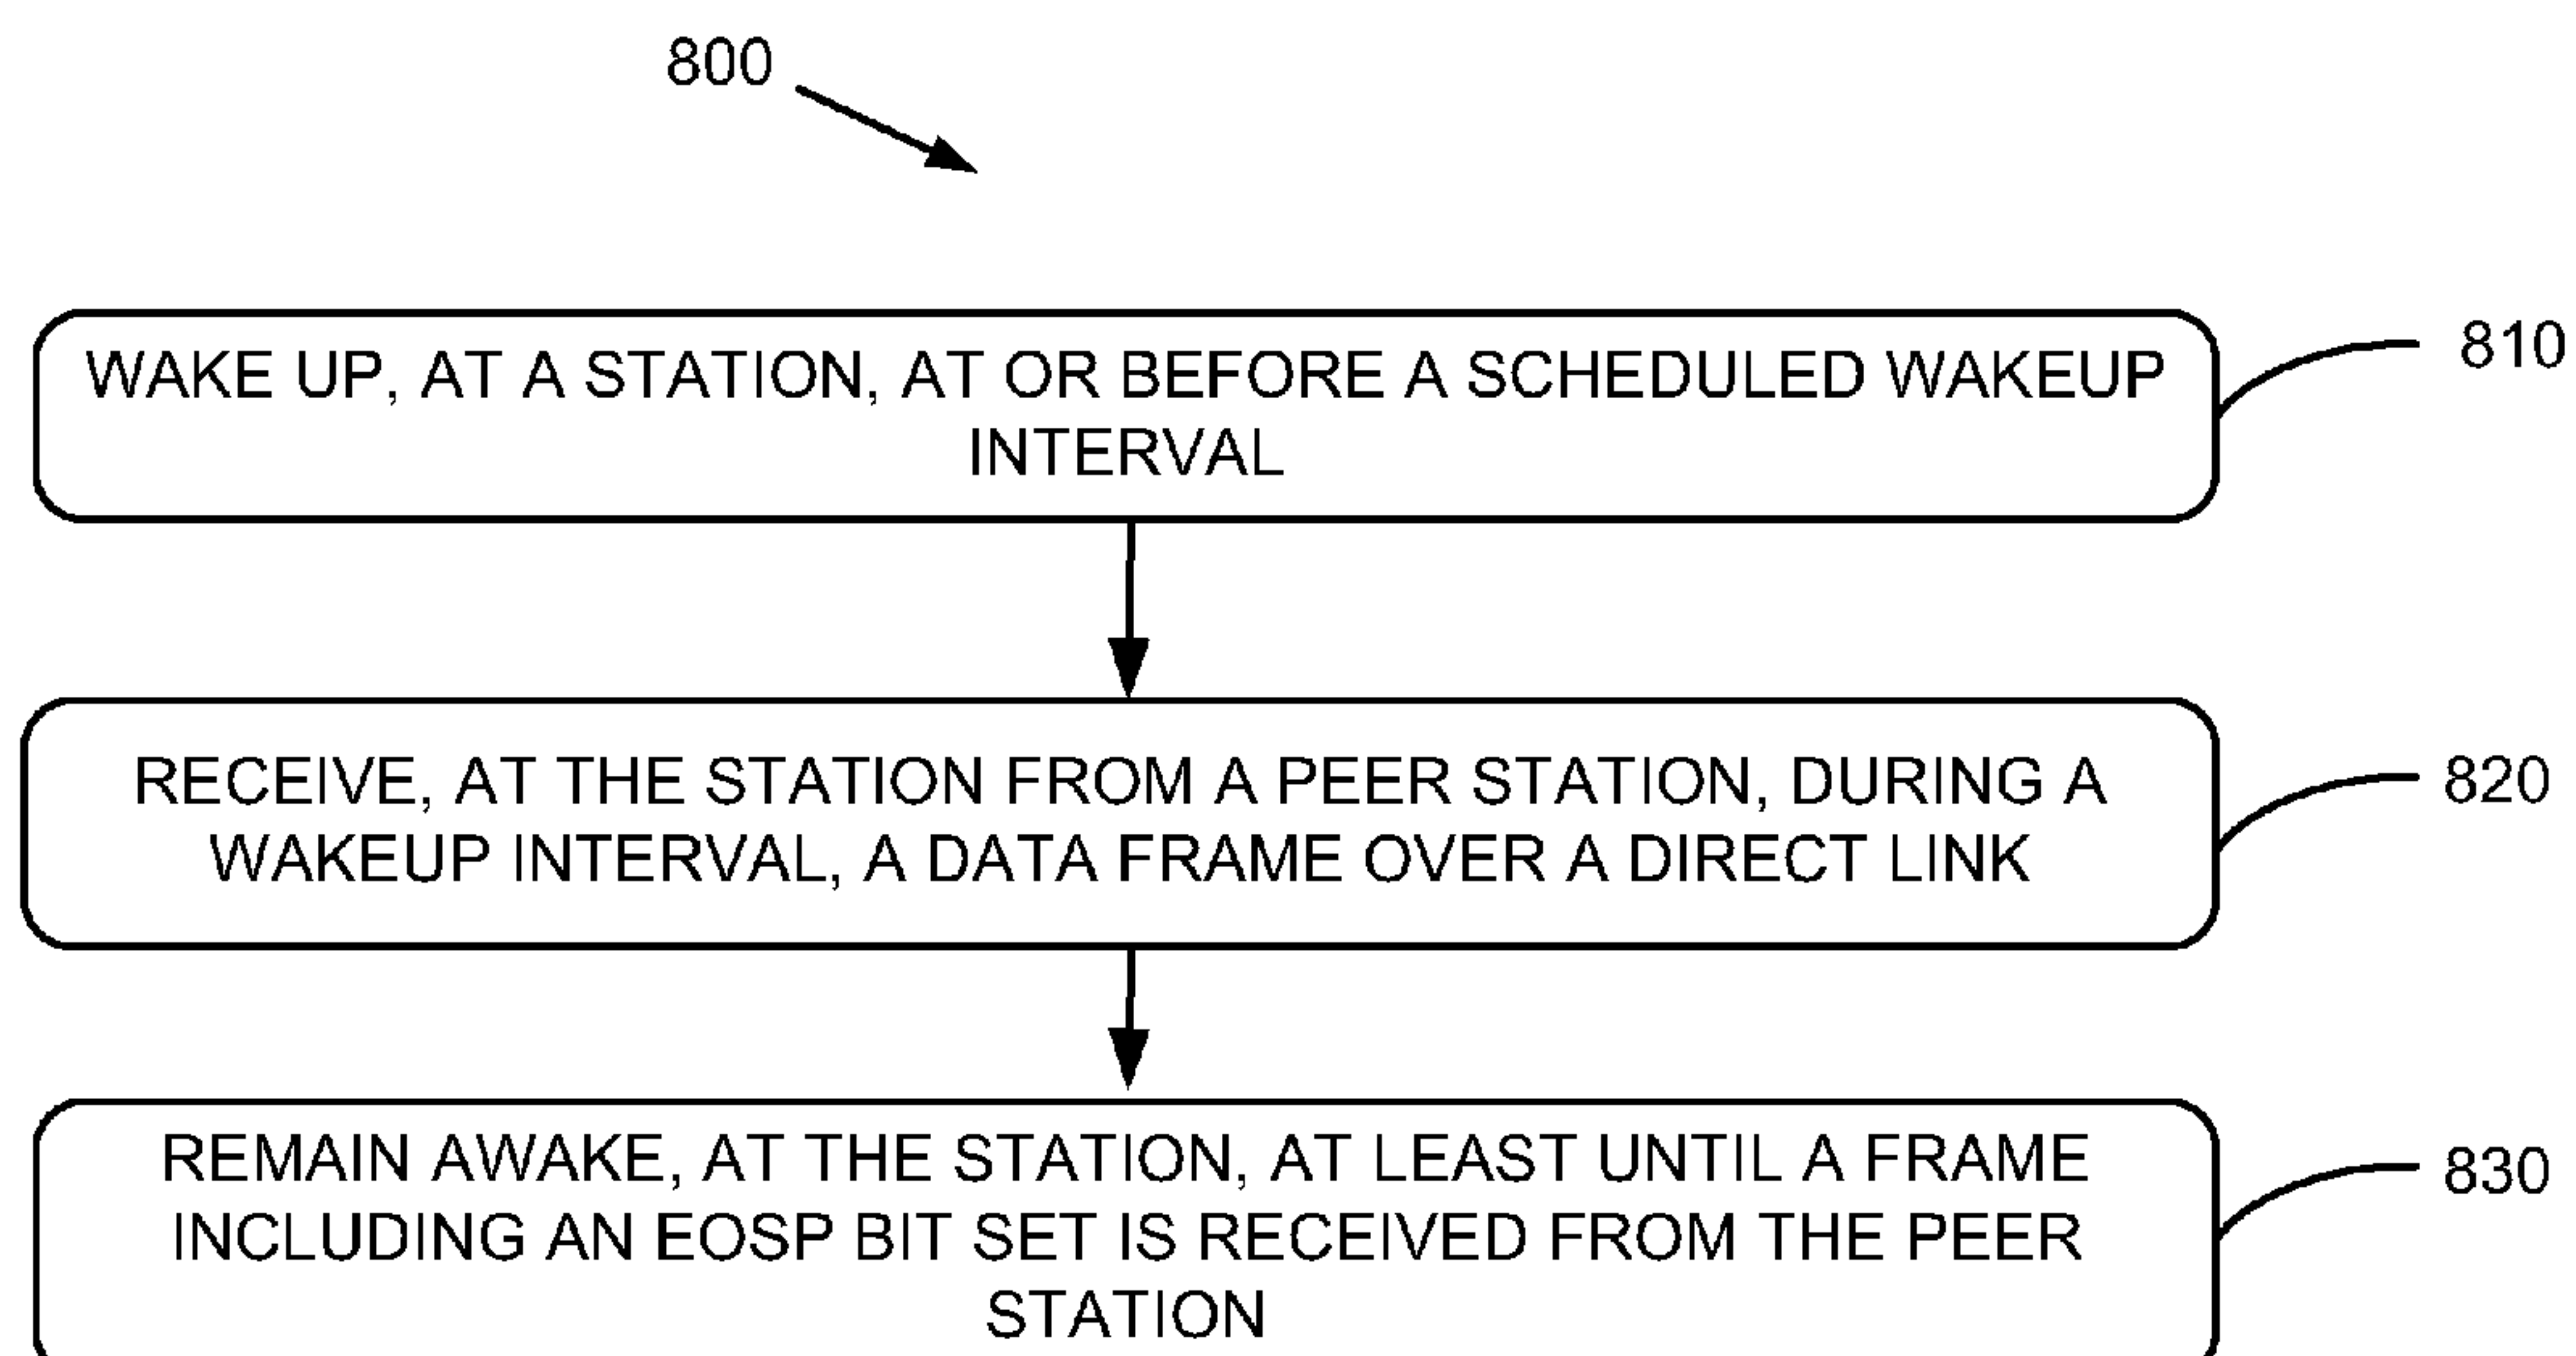 800
WAKE UP, AT A STATION, AT OR BEFORE A SCHEDULED WAKEUP
INTERVAL
810
RECEIVE, AT THE STATION FROM A PEER STATION, DURING A
WAKEUP INTERVAL, A DATA FRAME OVER A DIRECT LINK
820
REMAIN AWAKE, AT THE STATION, AT LEAST UNTIL A FRAME
INCLUDING AN EOSP BIT SET IS RECEIVED FROM THE PEER
STATION
830